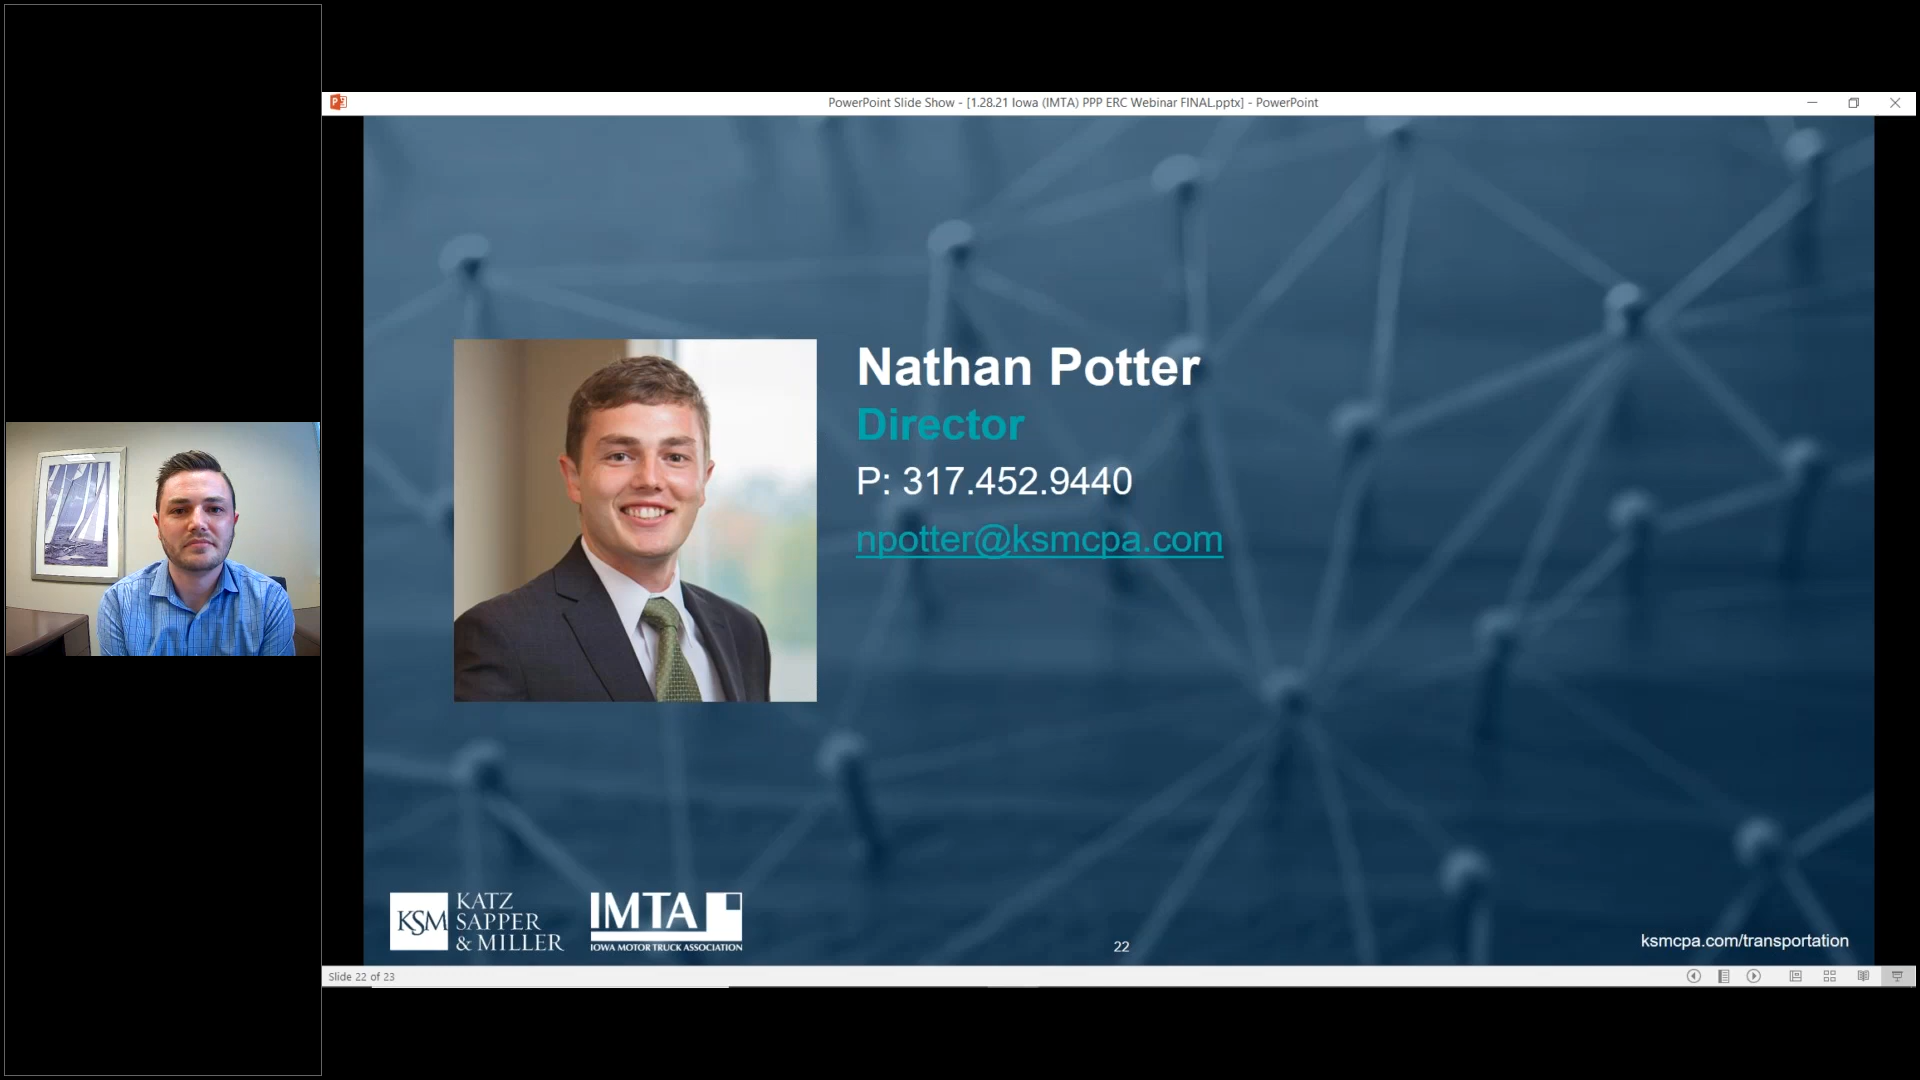 PowerPoint Slide Show - [1.28.21 Iowa (IMTA) PPP ERC Webinar FINAL.pptx] - PowerPoint
Nathan Potter
Director
P: 317.452.9440
npotter@ksmcpa.com
KSM
KATZ
SAPPER
& MILLER
IMTA
IOWA MOTOR TRUCK ASSOCIATION
22
ksmcpa.com/transportation
Slide 22 of 23